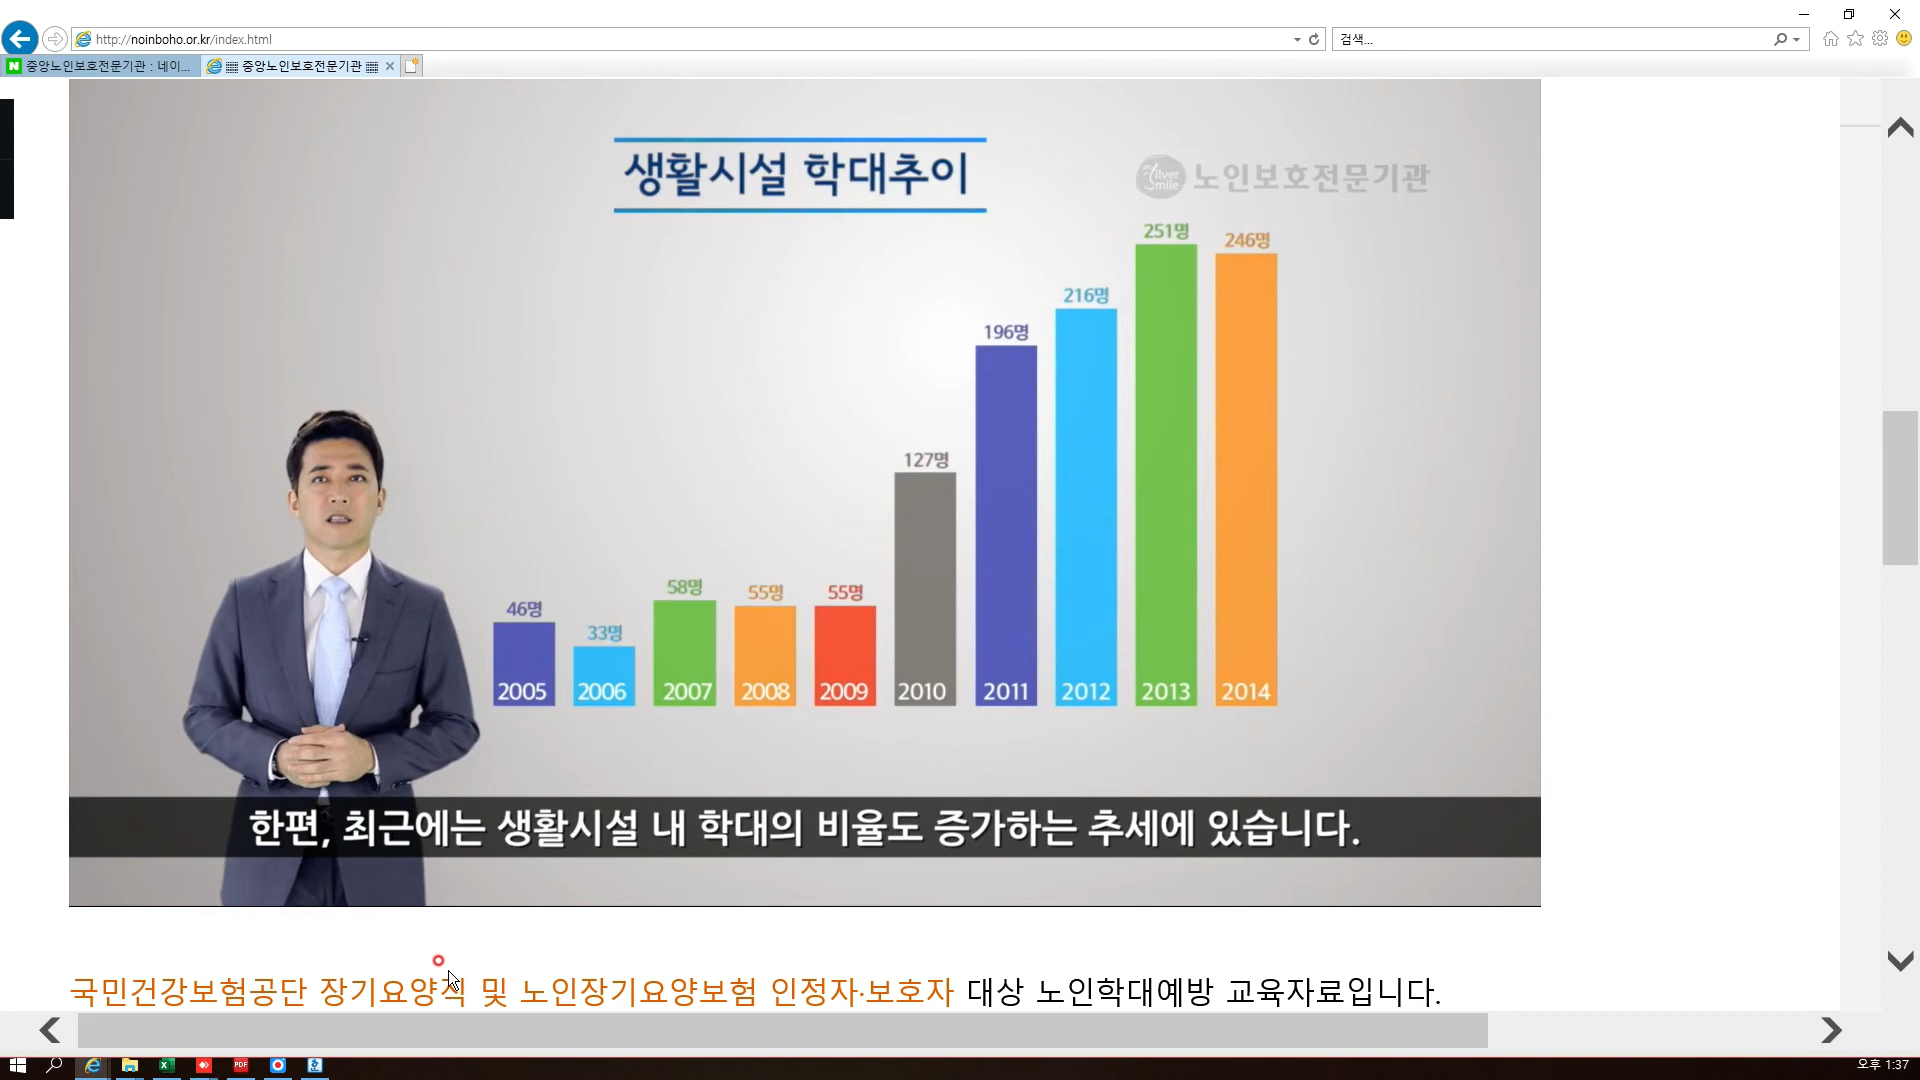 http://noinboho.or.kr/index.html
검색...
중앙노인보호전문기관 : 네이...
중앙노인보호전문기관
생활시설 학대추이
Silver Smile 노인보호전문기관
251명
246명
216명
196명
127명
58명
55명
55명
46명
33명
2005 2006 2007 2008 2009 2010 2011 2012 2013 2014
한편, 최근에는 생활시설 내 학대의 비율도 증가하는 추세에 있습니다.
국민건강보험공단 장기요양식 및 노인장기요양보험 인정자·보호자 대상 노인학대예방 교육자료입니다.
오후 1:37